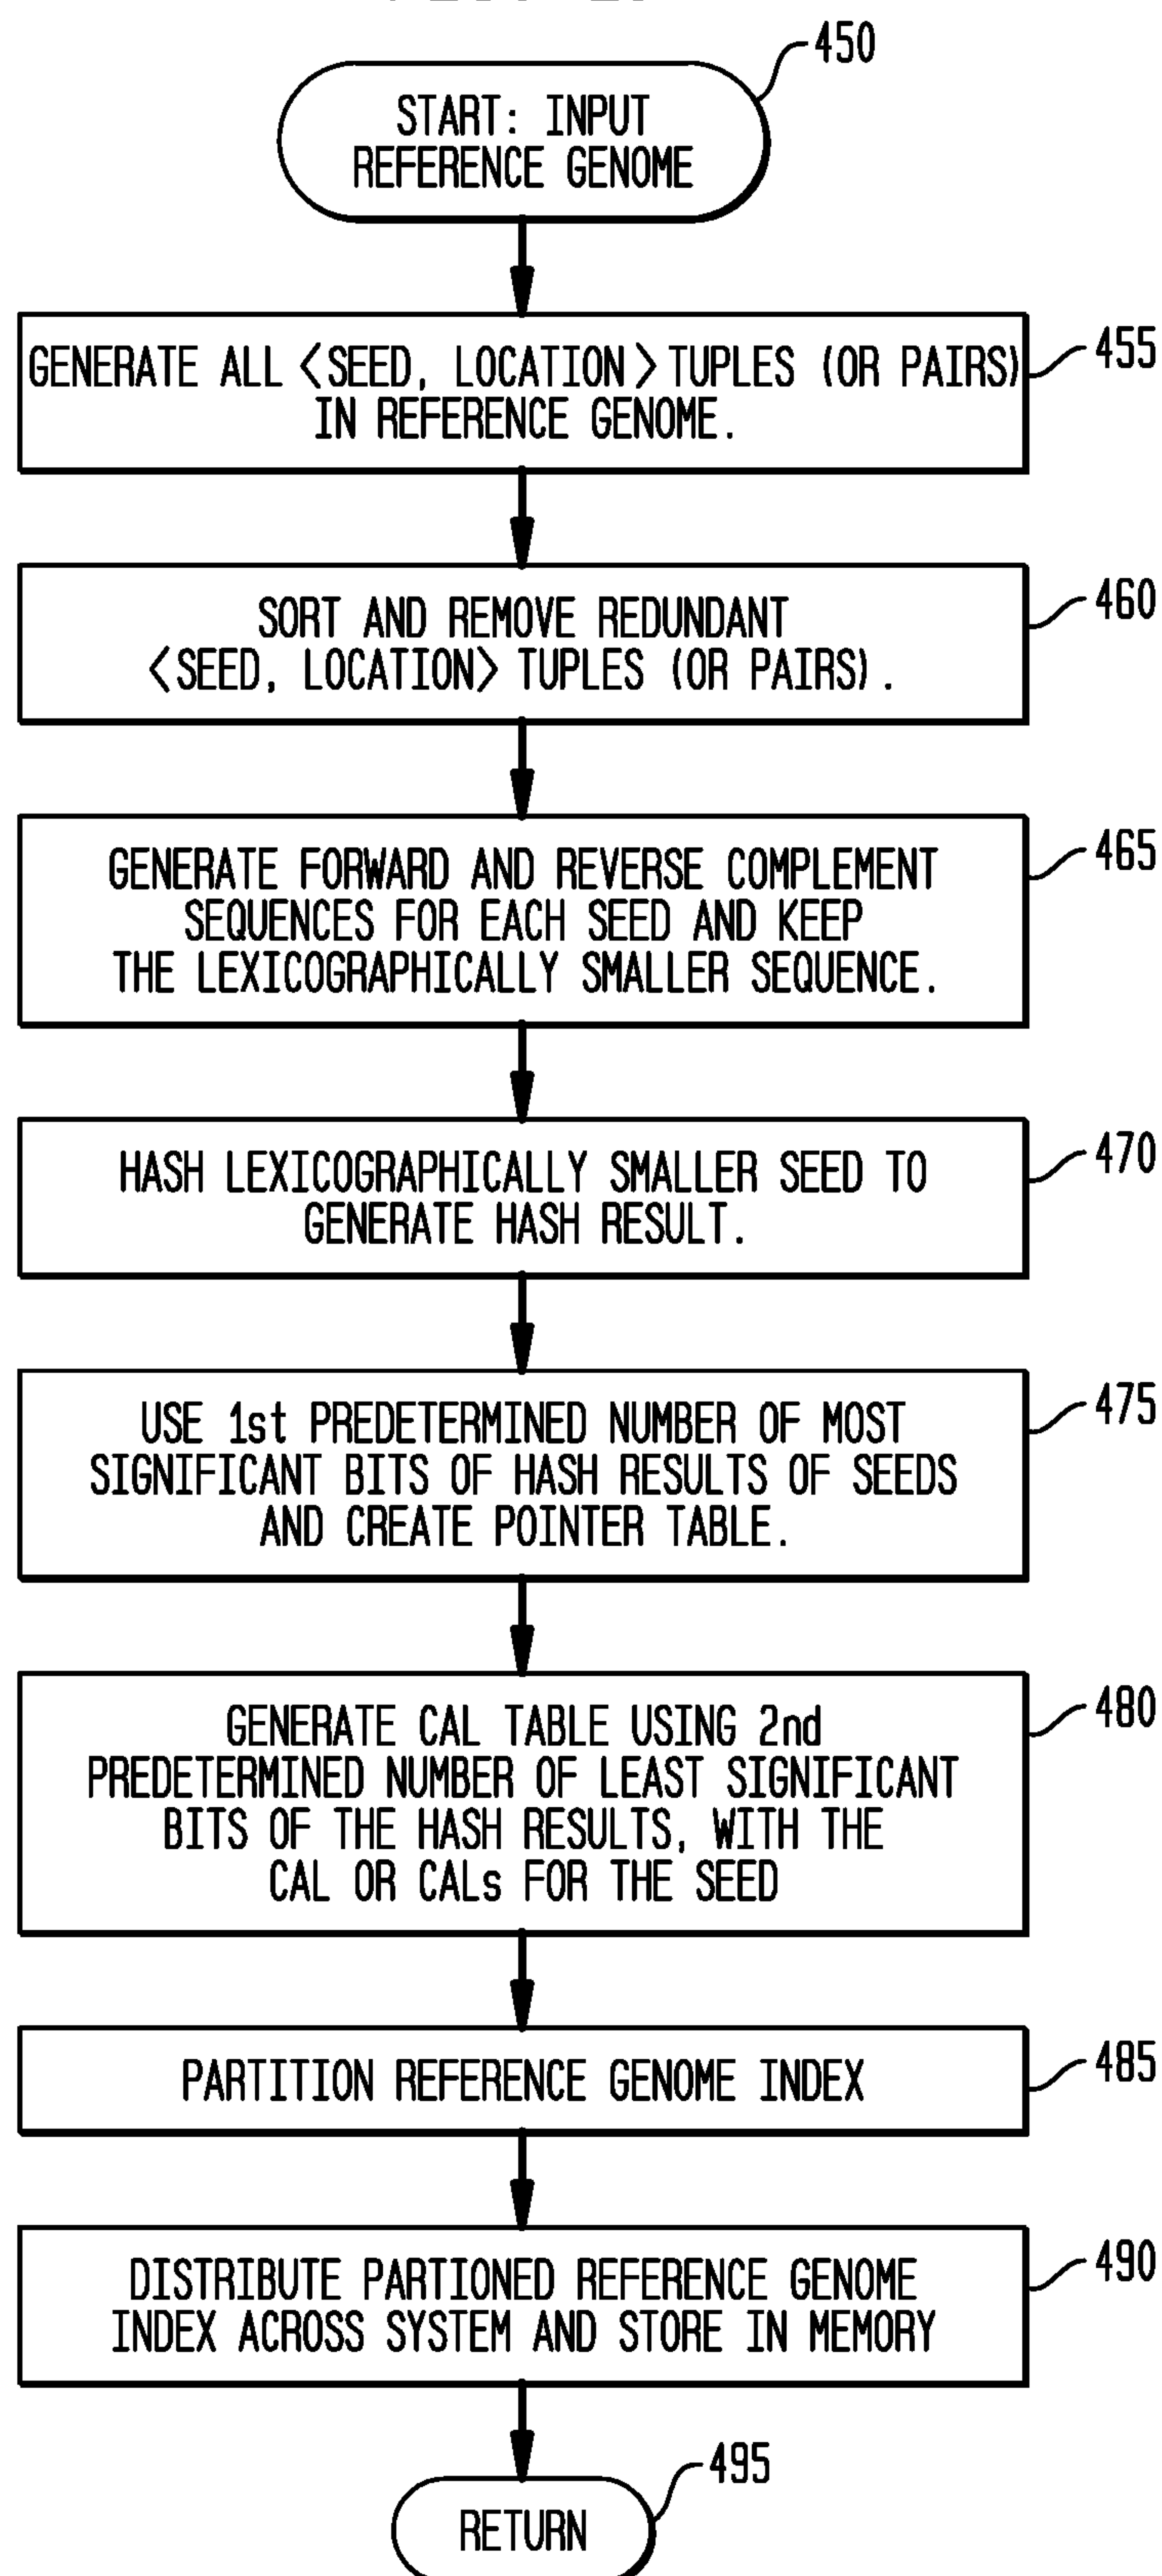 450
START: INPUT
REFERENCE GENOME
455
GENERATE ALL <SEED, LOCATION> TUPLES (OR PAIRS)
IN REFERENCE GENOME.
460
SORT AND REMOVE REDUNDANT
<SEED, LOCATION> TUPLES (OR PAIRS).
465
GENERATE FORWARD AND REVERSE COMPLEMENT
SEQUENCES FOR EACH SEED AND KEEP
THE LEXICOGRAPHICALLY SMALLER SEQUENCE.
470
HASH LEXICOGRAPHICALLY SMALLER SEED TO
GENERATE HASH RESULT.
475
USE 1st PREDETERMINED NUMBER OF MOST
SIGNIFICANT BITS OF HASH RESULTS OF SEEDS
AND CREATE POINTER TABLE.
480
GENERATE CAL TABLE USING 2nd
PREDETERMINED NUMBER OF LEAST SIGNIFICANT
BITS OF THE HASH RESULTS, WITH THE
CAL OR CALs FOR THE SEED
485
PARTITION REFERENCE GENOME INDEX
490
DISTRIBUTE PARTIONED REFERENCE GENOME
INDEX ACROSS SYSTEM AND STORE IN MEMORY
495
RETURN